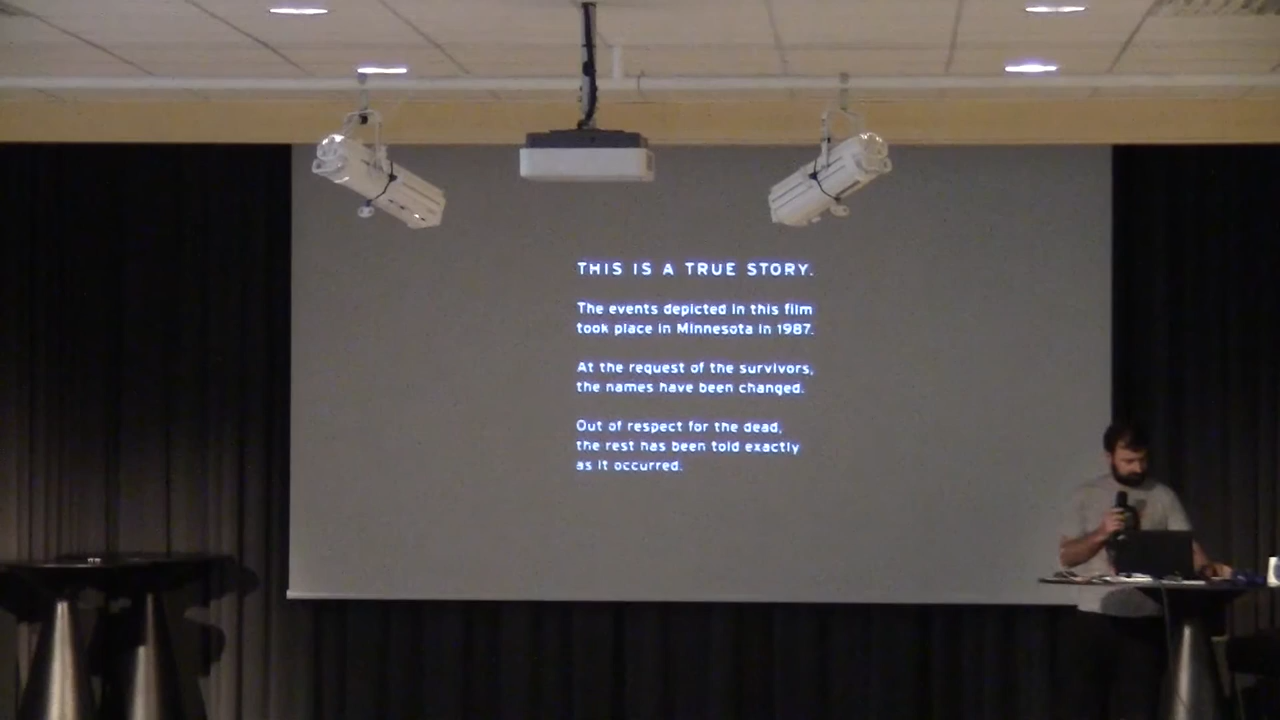 THIS IS A TRUE STORY.
The events depicted in this film
took place in Minnesota in 1987.
At the request of the survivors,
the names have been changed.
Out of respect for the dead,
the rest has been told exactly
as it occurred.